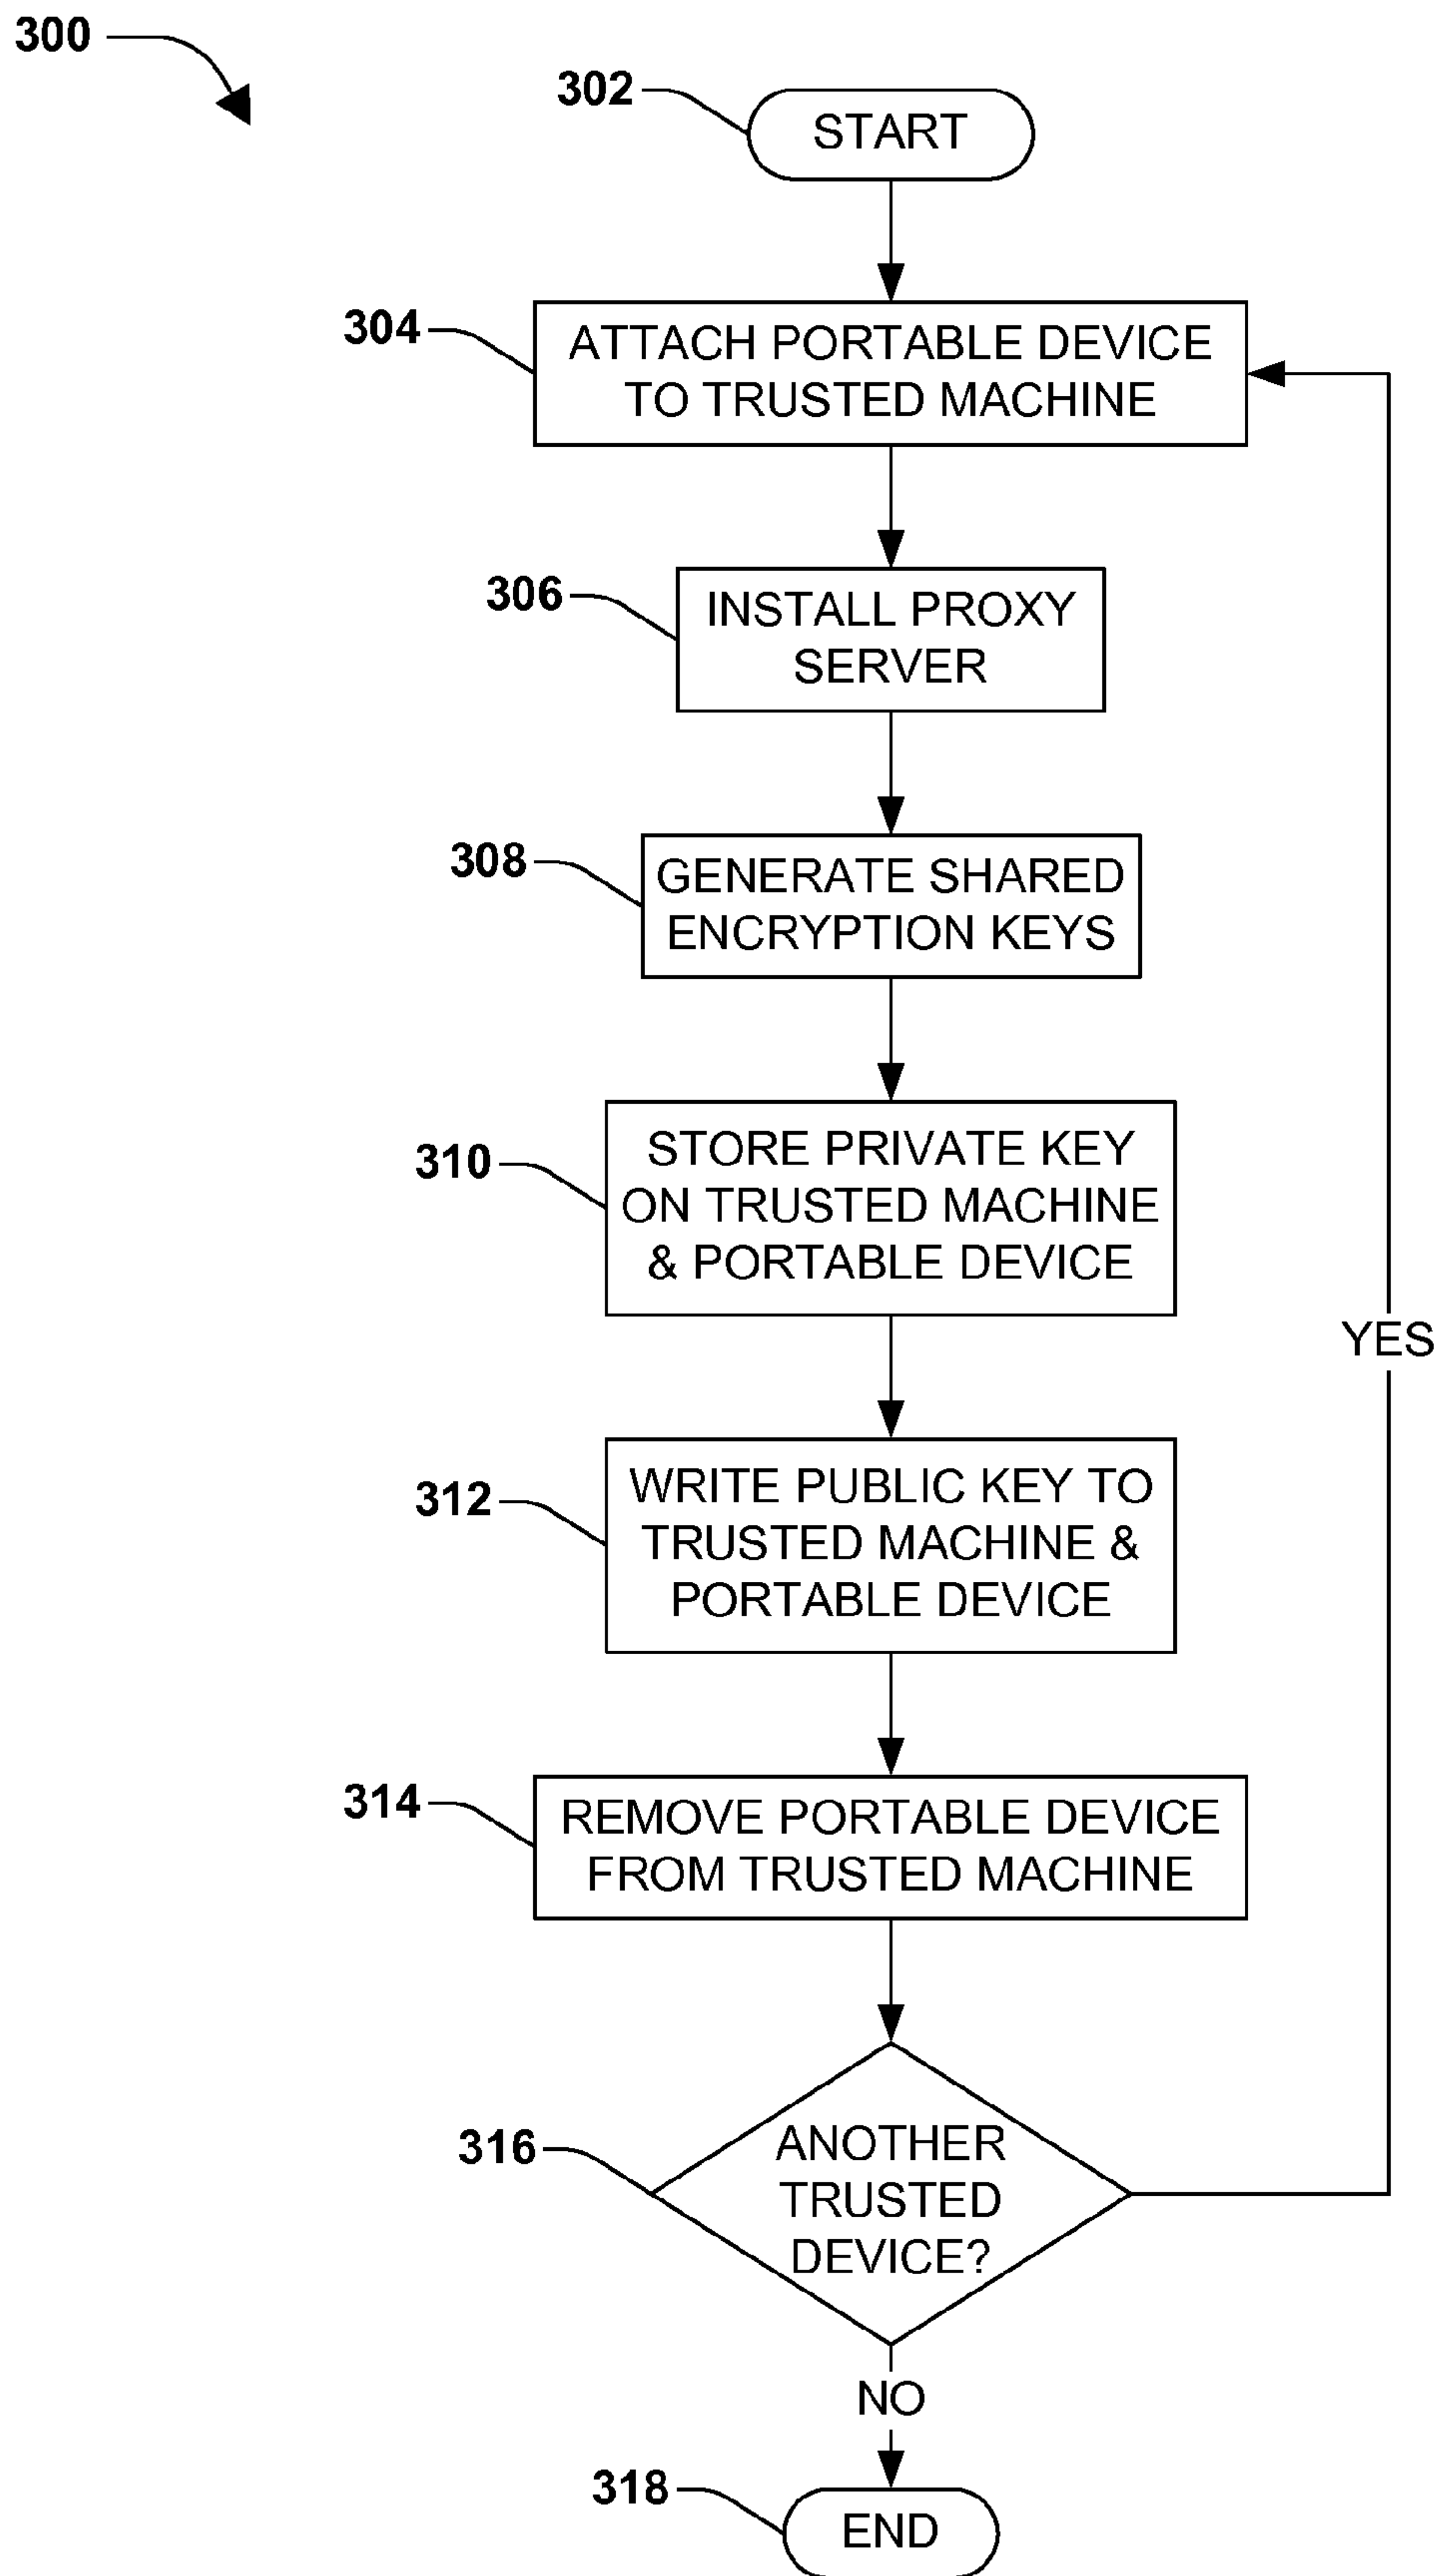 300
302
START
304
ATTACH PORTABLE DEVICE
TO TRUSTED MACHINE
306
INSTALL PROXY
SERVER
308
GENERATE SHARED
ENCRYPTION KEYS
310
STORE PRIVATE KEY
ON TRUSTED MACHINE
& PORTABLE DEVICE
YES
312
WRITE PUBLIC KEY TO
TRUSTED MACHINE &
PORTABLE DEVICE
314
REMOVE PORTABLE DEVICE
FROM TRUSTED MACHINE
316
ANOTHER
TRUSTED
DEVICE?
NO
318
END